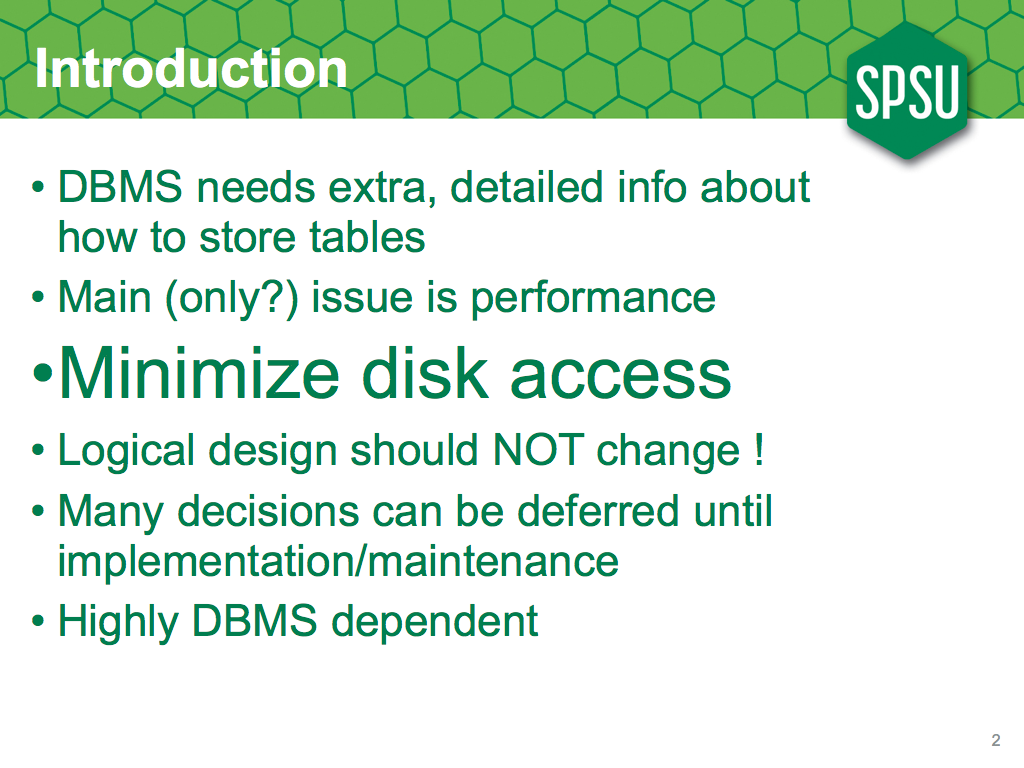 Introduction
SPSU
• DBMS needs extra, detailed info about
how to store tables
• Main (only?) issue is performance
•Minimize disk access
• Logical design should NOT change !
• Many decisions can be deferred until
implementation/maintenance
• Highly DBMS dependent
2